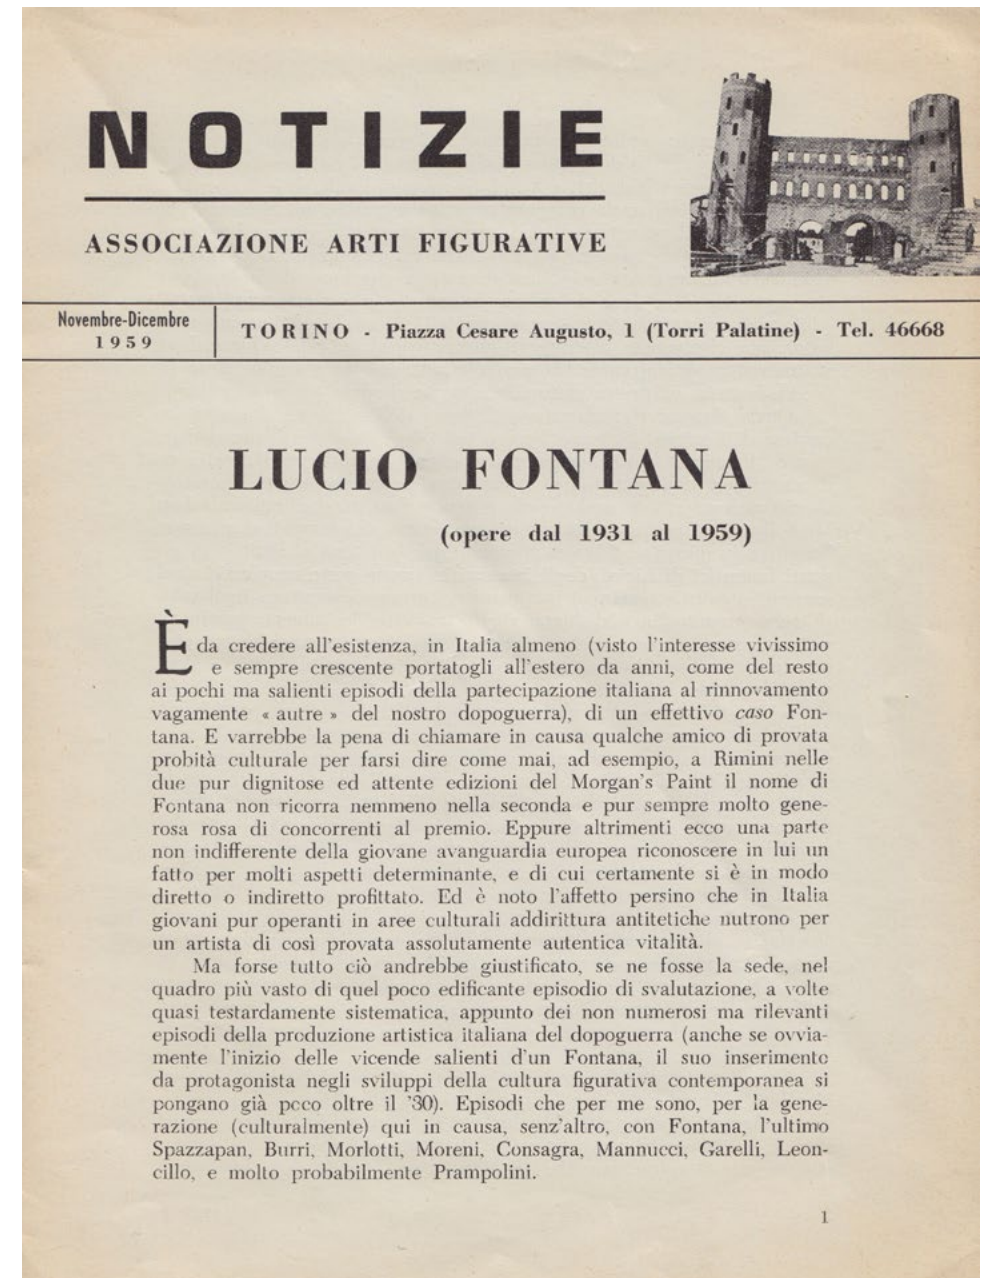 NOTIZIE
ASSOCIAZIONE ARTI FIGURATIVE
Novembre-Dicembre
1959
TORINO - Piazza Cesare Augusto, 1 (Torri Palatine) - Tel. 46668
LUCIO FONTANA
(opere dal 1931 al 1959)
È da credere all'esistenza, in Italia almeno (visto l'interesse vivissimo
e sempre crescente portatogli all'estero da anni, come del resto
ai pochi ma salienti episodi della partecipazione italiana al rinnovamento
vagamente « autre » del nostro dopoguerra), di un effettivo caso Fon-
tana. E varrebbe la pena di chiamare in causa qualche amico di provata
probità culturale per farsi dire come mai, ad esempio, a Rimini nelle
due pur dignitose ed attente edizioni del Morgan's Paint il nome di
Fontana non ricorra nemmeno nella seconda e pur sempre molto gene-
rosa rosa di concorrenti al premio. Eppure altrimenti ecco una parte
non indifferente della giovane avanguardia europea riconoscere in lui un
fatto per molti aspetti determinante, e di cui certamente si è in modo
diretto o indiretto profittato. Ed è noto l'affetto persino che in Italia
giovani pur operanti in aree culturali addirittura antitetiche nutrono per
un artista di così provata assolutamente autentica vitalità.
Ma forse tutto ciò andrebbe giustificato, se ne fosse la sede, nel
quadro più vasto di quel poco edificante episodio di svalutazione, a volte
quasi testardamente sistematica, appunto dei non numerosi ma rilevanti
episodi della produzione artistica italiana del dopoguerra (anche se ovvia-
mente l'inizio delle vicende salienti d'un Fontana, il suo inserimento
da protagonista negli sviluppi della cultura figurativa contemporanea si
pongano già poco oltre il '30). Episodi che per me sono, per la gene-
razione (culturalmente) qui in causa, senz'altro, con Fontana, l'ultimo
Spazzapan, Burri, Morlotti, Moreni, Consagra, Mannucci, Garelli, Leon-
cillo, e molto probabilmente Prampolini.
1